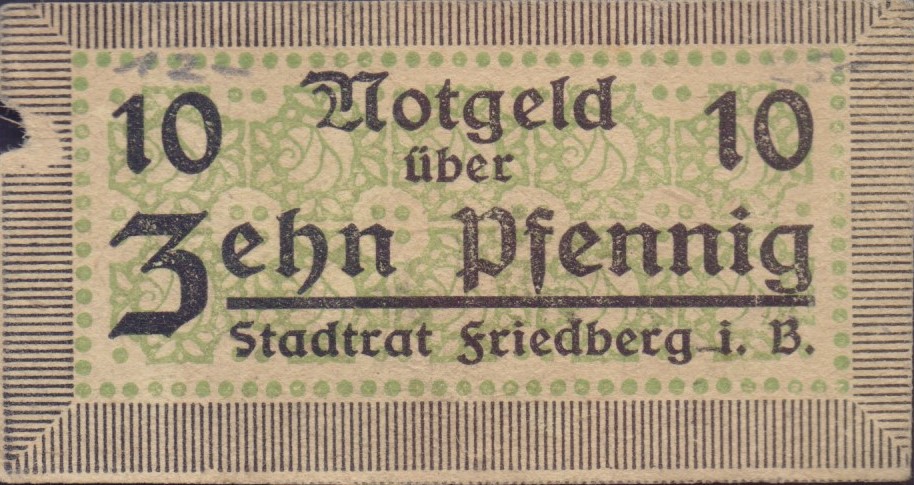 10 Notgeld 10
über
Zehn Pfennig
Stadtrat Friedberg i. B.